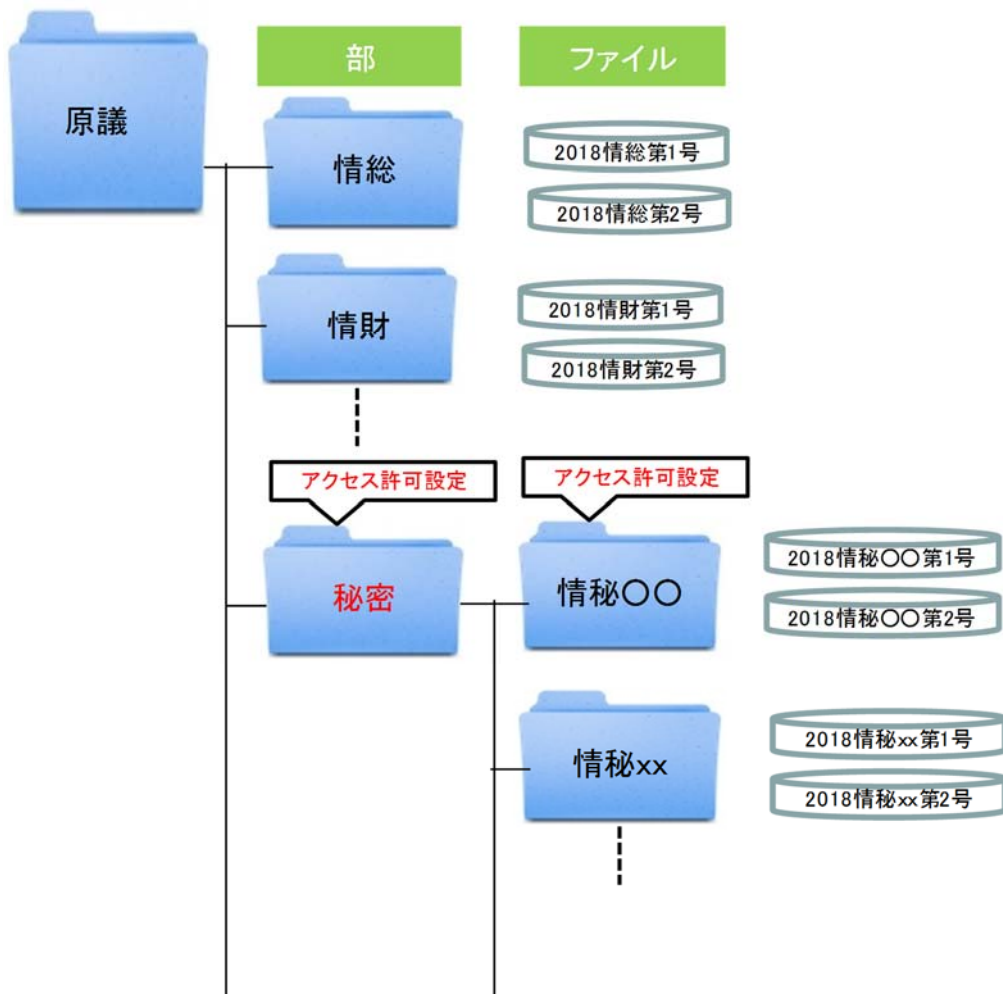 原議
部
ファイル
情総
2018情総第1号
2018情総第2号
情財
2018情財第1号
2018情財第2号
アクセス許可設定
アクセス許可設定
秘密
情秘〇〇
2018情秘〇〇第1号
2018情秘〇〇第2号
情秘xx
2018情秘xx第1号
2018情秘xx第2号